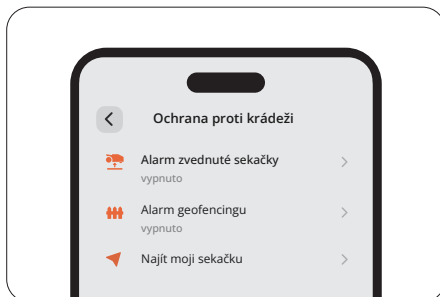 Ochrana proti krádeži
Alarm zvednuté sekačky
vypnuto
Alarm geofencingu
vypnuto
Najít moji sekačku